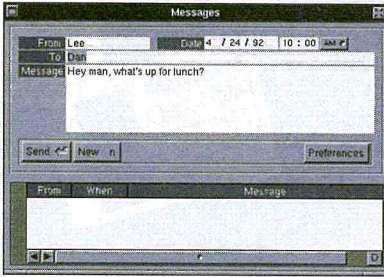 Messages
From Lee Date 4 / 24 / 92 10 : 00 AM
To Dan
Message Hey man, what's up for lunch?
Send New n Preferences
From When Message